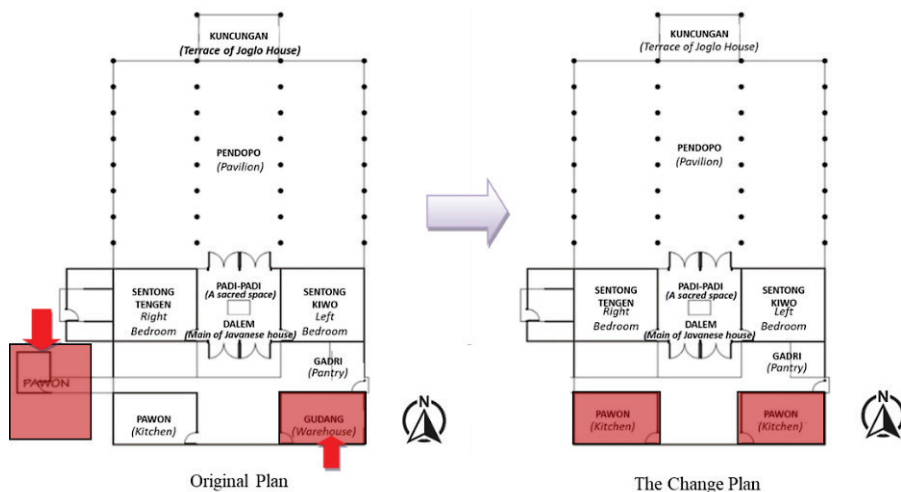 KUNCUNGAN
(Terrace of Joglo House)
PENDOPO
(Pavilion)
SENTONG
TENGEN
Right
Bedroom
PADI-PADI
(A sacred space)
DALEM
(Main of Javanese house)
SENTONG
KIWO
Left
Bedroom
GADRI
(Pantry)
PAWON
PAWON
(Kitchen)
GUDANG
(Warehouse)
N
Original Plan
KUNCUNGAN
(Terrace of Joglo House)
PENDOPO
(Pavilion)
SENTONG
TENGEN
Right
Bedroom
PADI-PADI
(A sacred space)
DALEM
(Main of Javanese house)
SENTONG
KIWO
Left
Bedroom
GADRI
(Pantry)
PAWON
(Kitchen)
PAWON
(Kitchen)
N
The Change Plan